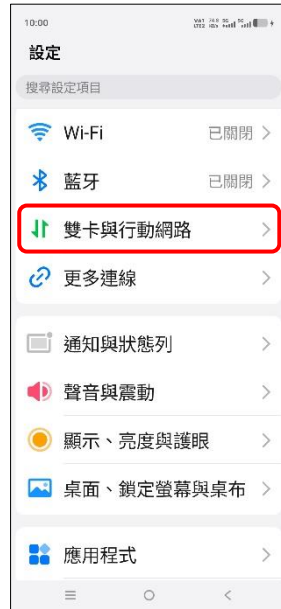 10:00
設定
搜尋設定項目
Wi-Fi 已關閉
藍牙 已關閉
雙卡與行動網路
更多連線
通知與狀態列
聲音與震動
顯示、亮度與護眼
桌面、鎖定螢幕與桌布
應用程式